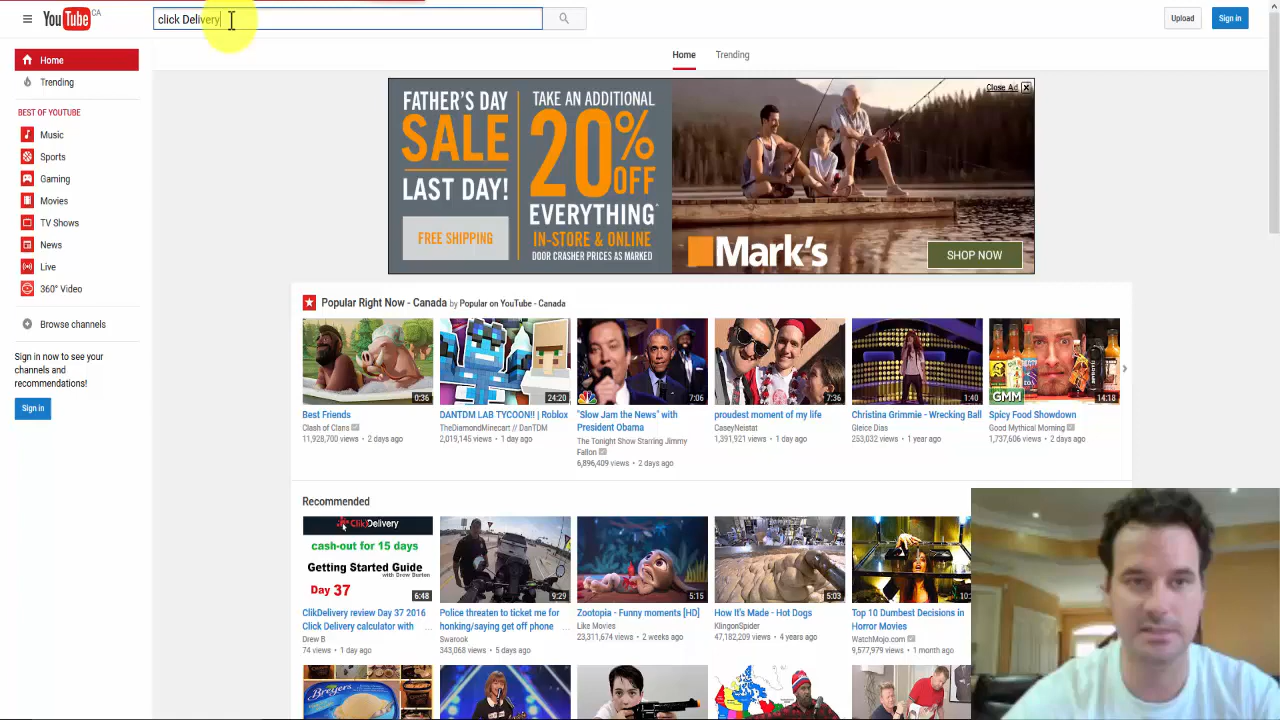 YouTube CA
click Delivery
Upload
Sign in
Home
Trending
Home
Trending
BEST OF YOUTUBE
Music
Sports
Gaming
Movies
TV Shows
News
Live
360° Video
Browse channels
Sign in now to see your
channels and
recommendations!
Sign in
Close Ad
FATHER'S DAY
SALE
LAST DAY!
FREE SHIPPING
TAKE AN ADDITIONAL
20% OFF
EVERYTHING*
IN-STORE & ONLINE
DOOR CRASHER PRICES AS MARKED
Mark's
SHOP NOW
Popular Right Now - Canada by Popular on YouTube - Canada
0:36
Best Friends
Clash of Clans
11,928,700 views • 2 days ago
24:20
DANTDM LAB TYCOON!! | Roblox
TheDiamondMinecart // DanTDM
2,019,145 views • 1 day ago
7:06
"Slow Jam the News" with
President Obama
The Tonight Show Starring Jimmy
Fallon
6,896,409 views • 2 days ago
7:36
proudest moment of my life
CaseyNeistat
1,391,921 views • 1 day ago
1:40
Christina Grimmie - Wrecking Ball
Gleice Dias
253,032 views • 1 year ago
GMM
14:18
Spicy Food Showdown
Good Mythical Morning
1,737,606 views • 2 days ago
Recommended
ClikDelivery
cash-out for 15 days
Getting Started Guide
with Drew Burton
Day 37
6:48
ClikDelivery review Day 37 2016
Click Delivery calculator with ...
Drew B
74 views • 1 day ago
9:29
Police threaten to ticket me for
honking/saying get off phone ...
Swarook
343,068 views • 5 days ago
5:15
Zootopia - Funny moments [HD]
Like Movies
23,311,674 views • 2 weeks ago
5:03
How It's Made - Hot Dogs
KlingonSpider
47,182,209 views • 4 years ago
10:
Top 10 Dumbest Decisions in
Horror Movies
WatchMojo.com
9,577,979 views • 1 month ago
Breyers